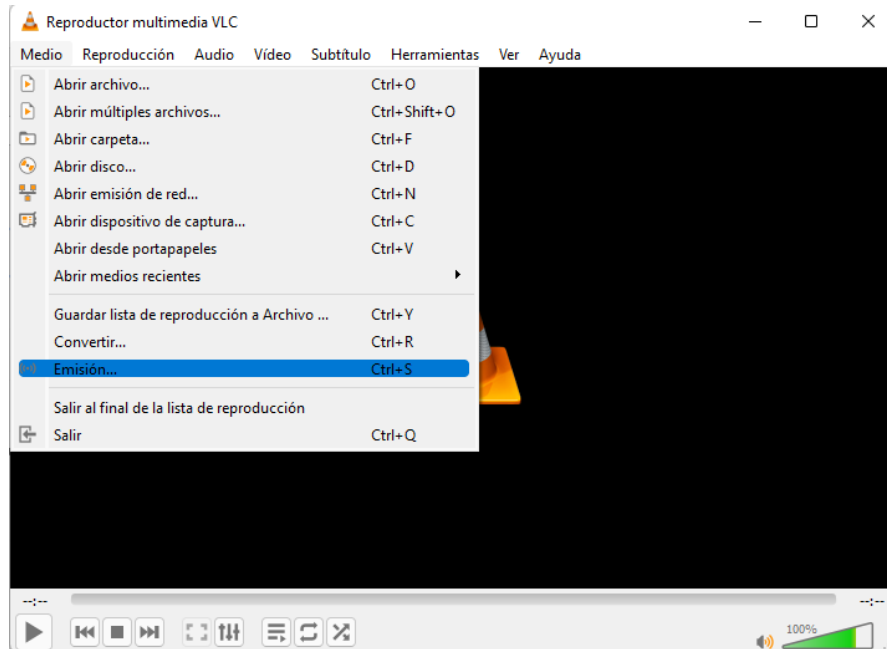 Reproductor multimedia VLC
Medio Reproducción Audio Vídeo Subtítulo Herramientas Ver Ayuda
Abrir archivo... Ctrl+O
Abrir múltiples archivos... Ctrl+Shift+O
Abrir carpeta... Ctrl+F
Abrir disco... Ctrl+D
Abrir emisión de red... Ctrl+N
Abrir dispositivo de captura... Ctrl+C
Abrir desde portapapeles Ctrl+V
Abrir medios recientes
Guardar lista de reproducción a Archivo ... Ctrl+Y
Convertir... Ctrl+R
Emisión... Ctrl+S
Salir al final de la lista de reproducción
Salir Ctrl+Q
--:-- --:--
100%